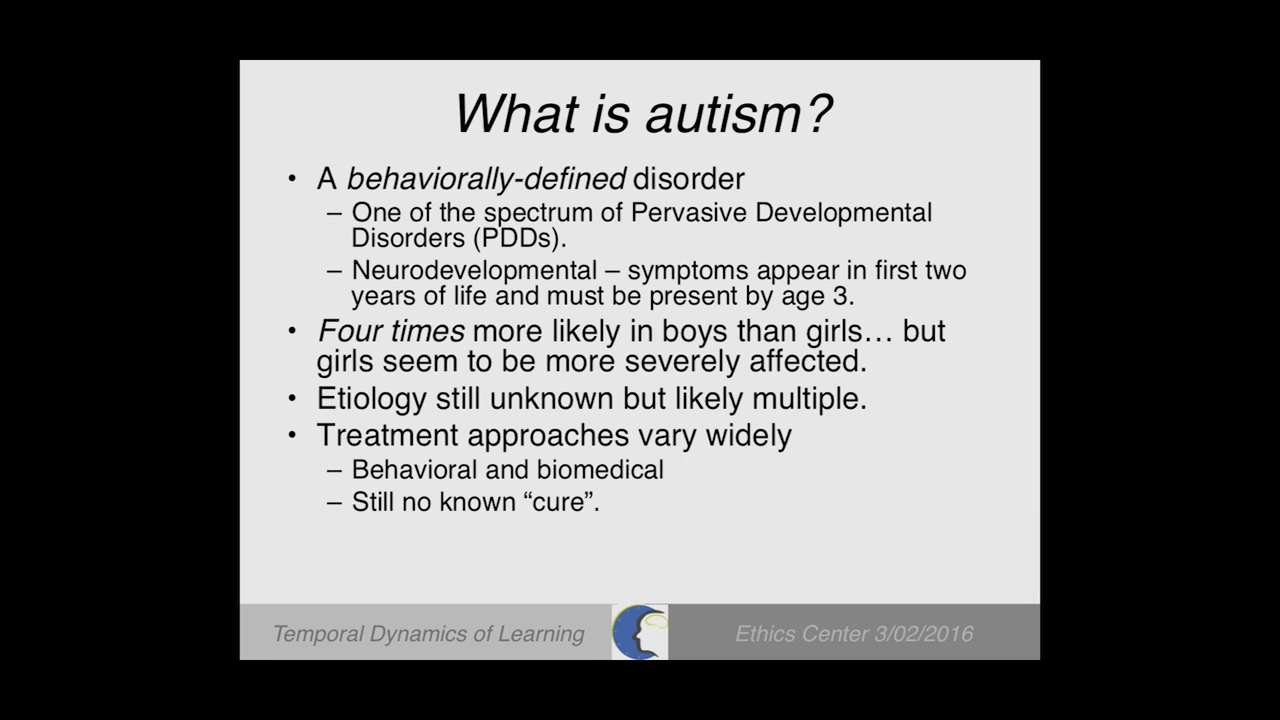 What is autism?
• A behaviorally-defined disorder
– One of the spectrum of Pervasive Developmental
Disorders (PDDs).
– Neurodevelopmental – symptoms appear in first two
years of life and must be present by age 3.
• Four times more likely in boys than girls… but
girls seem to be more severely affected.
• Etiology still unknown but likely multiple.
• Treatment approaches vary widely
– Behavioral and biomedical
– Still no known “cure”.
Temporal Dynamics of Learning
Ethics Center 3/02/2016